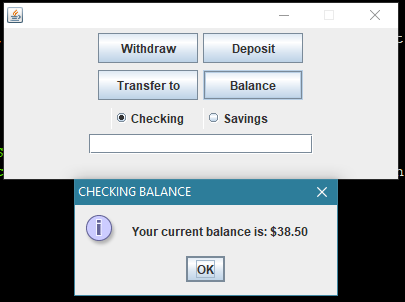 Withdraw Deposit
Transfer to Balance
Checking Savings
CHECKING BALANCE
Your current balance is: $38.50
OK